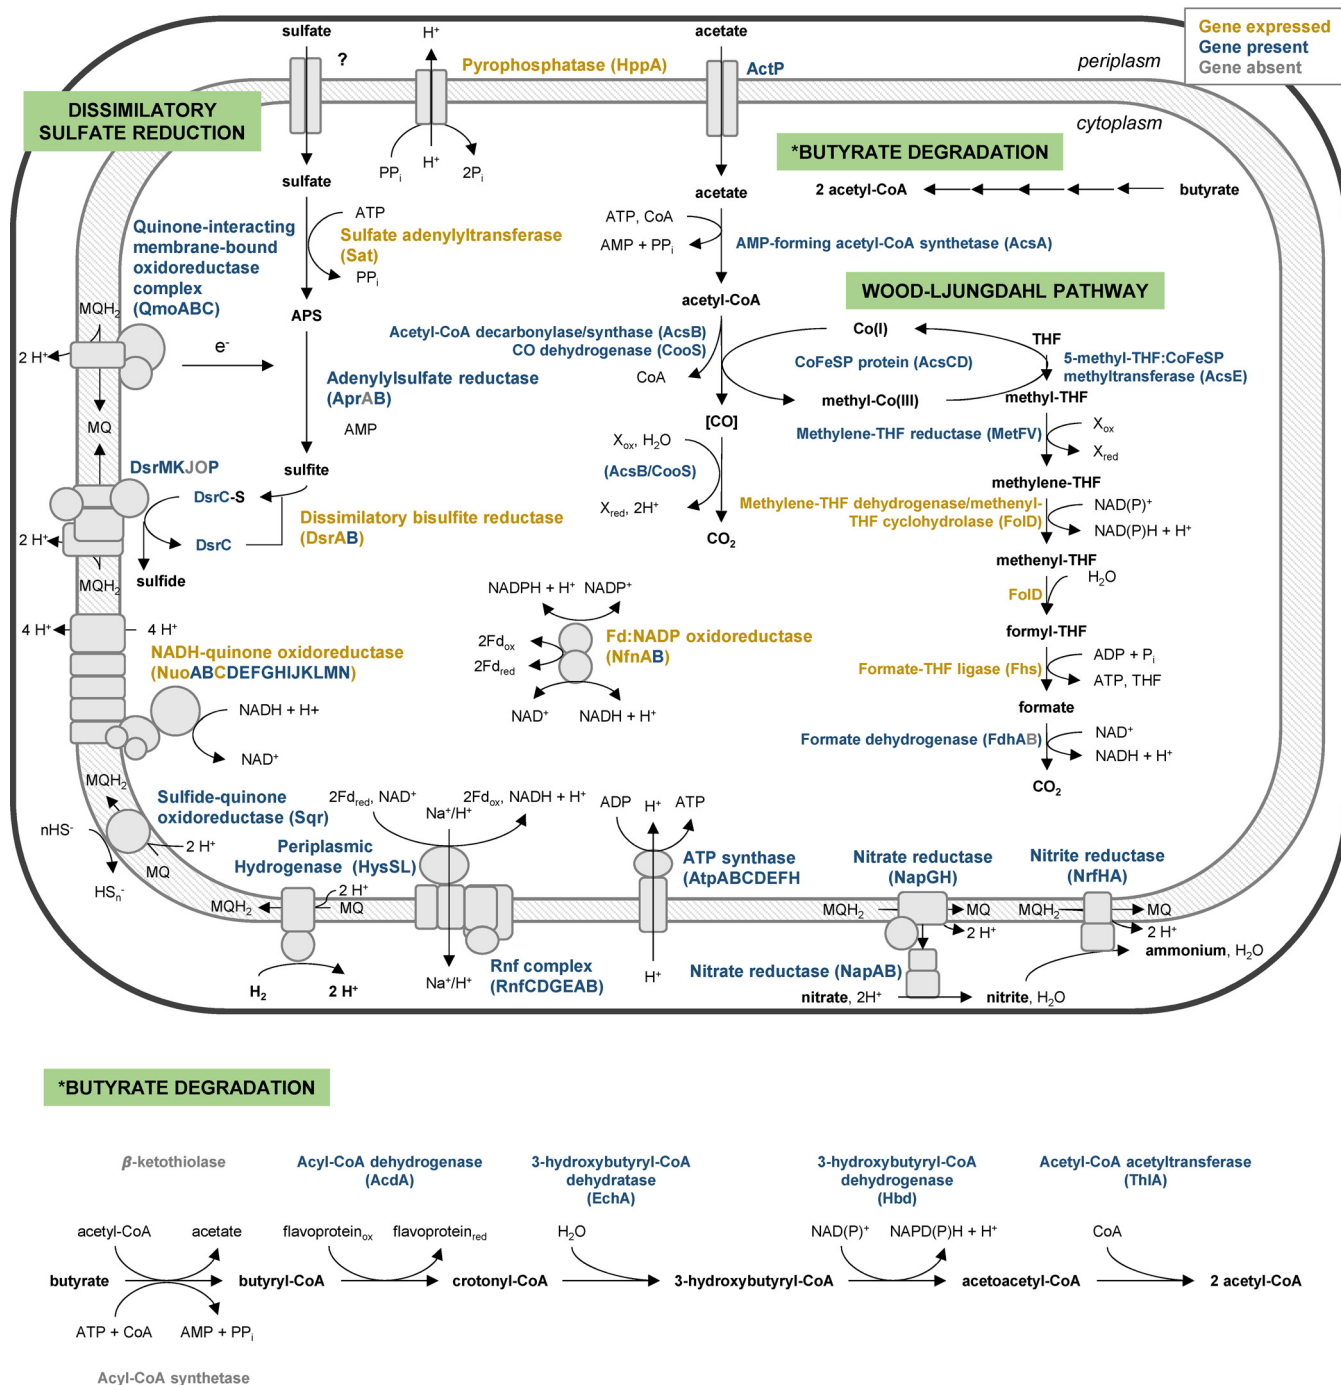 Gene expressed
Gene present
Gene absent
sulfate
?
H⁺
Pyrophosphatase (HppA)
acetate
ActP
periplasm
cytoplasm
DISSIMILATORY
SULFATE REDUCTION
PPᵢ
H⁺
2Pᵢ
*BUTYRATE DEGRADATION
2 acetyl-CoA
butyrate
sulfate
ATP
Sulfate adenylyltransferase
(Sat)
PPᵢ
APS
Quinone-interacting
membrane-bound
oxidoreductase
complex
(QmoABC)
MQH₂
2 H⁺
MQ
e⁻
Adenylylsulfate reductase
(AprAB)
AMP
sulfite
DsrMKJOP
DsrC-S
DsrC
2 H⁺
MQH₂
sulfide
Dissimilatory bisulfite reductase
(DsrAB)
acetate
ATP, CoA
AMP + PPᵢ
AMP-forming acetyl-CoA synthetase (AcsA)
acetyl-CoA
WOOD-LJUNGDAHL PATHWAY
Acetyl-CoA decarbonylase/synthase (AcsB)
CO dehydrogenase (CooS)
CoA
Co(I)
CoFeSP protein (AcsCD)
methyl-Co(III)
THF
5-methyl-THF:CoFeSP
methyltransferase (AcsE)
methyl-THF
[CO]
Xₒₓ, H₂O
(AcsB/CooS)
X_red, 2H⁺
CO₂
Methylene-THF reductase (MetFV)
Xₒₓ
X_red
methylene-THF
Methylene-THF dehydrogenase/methenyl-
THF cyclohydrolase (FolD)
NAD(P)⁺
NAD(P)H + H⁺
methenyl-THF
FolD
H₂O
formyl-THF
Formate-THF ligase (Fhs)
ADP + Pᵢ
ATP, THF
formate
Formate dehydrogenase (FdhAB)
NAD⁺
NADH + H⁺
CO₂
NADPH + H⁺
NADP⁺
2Fdₒₓ
2Fd_red
Fd:NADP oxidoreductase
(NfnAB)
NAD⁺
NADH + H⁺
4 H⁺
4 H⁺
NADH-quinone oxidoreductase
(NuoABCDEFGHIJKLMN)
NADH + H+
NAD⁺
MQH₂
Sulfide-quinone
oxidoreductase (Sqr)
nHS⁻
2 H⁺
MQ
HSₙ⁻
Periplasmic
Hydrogenase (HysSL)
MQH₂
2 H⁺
MQ
H₂
2 H⁺
2Fd_red, NAD⁺
2Fdₒₓ, NADH + H⁺
Na⁺/H⁺
Na⁺/H⁺
Rnf complex
(RnfCDGEAB)
ADP
H⁺
ATP
ATP synthase
(AtpABCDEFH
H⁺
Nitrate reductase
(NapGH)
MQH₂
MQ
2 H⁺
Nitrate reductase (NapAB)
nitrate, 2H⁺
nitrite, H₂O
Nitrite reductase
(NrfHA)
MQH₂
MQ
2 H⁺
ammonium, H₂O
*BUTYRATE DEGRADATION
β-ketothiolase
Acyl-CoA dehydrogenase
(AcdA)
3-hydroxybutyryl-CoA
dehydratase
(EchA)
3-hydroxybutyryl-CoA
dehydrogenase
(Hbd)
Acetyl-CoA acetyltransferase
(ThlA)
acetyl-CoA
acetate
flavoproteinₒₓ
flavoprotein_red
H₂O
NAD(P)⁺
NAPD(P)H + H⁺
CoA
butyrate
butyryl-CoA
crotonyl-CoA
3-hydroxybutyryl-CoA
acetoacetyl-CoA
2 acetyl-CoA
ATP + CoA
AMP + PPᵢ
Acyl-CoA synthetase